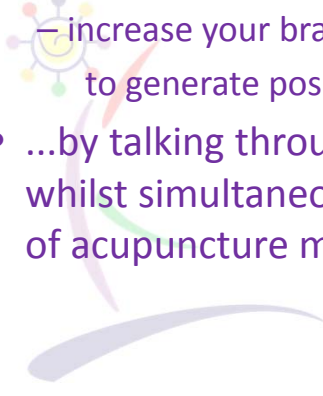 – increase your bra
to generate pos
• ...by talking throu
whilst simultaneo
of acupuncture m